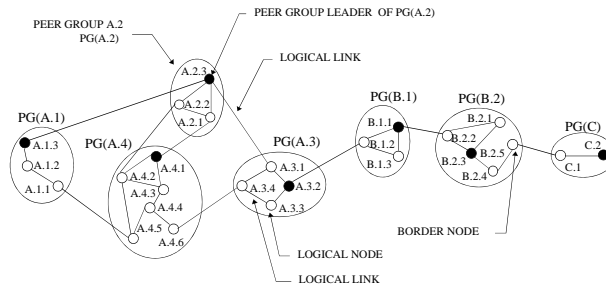 PEER GROUP A.2
PG(A.2)
PEER GROUP LEADER OF PG(A.2)
LOGICAL LINK
A.2.3
A.2.2
A.2.1
PG(A.1)
A.1.3
A.1.2
A.1.1
PG(A.4)
A.4.1
A.4.2
A.4.3
A.4.4
A.4.5
A.4.6
PG(A.3)
A.3.1
A.3.4
A.3.2
A.3.3
PG(B.1)
B.1.1
B.1.2
B.1.3
PG(B.2)
B.2.1
B.2.2
B.2.3
B.2.5
B.2.4
PG(C)
C.2
C.1
BORDER NODE
LOGICAL NODE
LOGICAL LINK